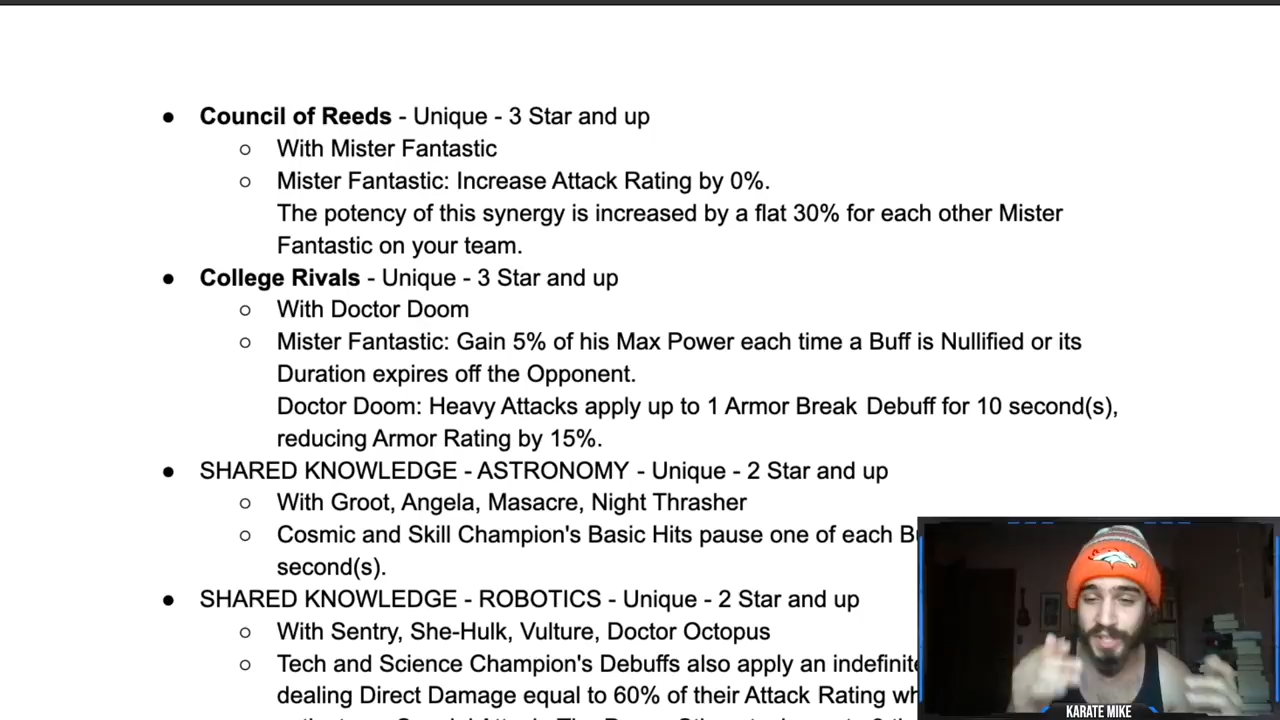 ● Council of Reeds - Unique - 3 Star and up
○ With Mister Fantastic
○ Mister Fantastic: Increase Attack Rating by 0%.
The potency of this synergy is increased by a flat 30% for each other Mister
Fantastic on your team.
● College Rivals - Unique - 3 Star and up
○ With Doctor Doom
○ Mister Fantastic: Gain 5% of his Max Power each time a Buff is Nullified or its
Duration expires off the Opponent.
Doctor Doom: Heavy Attacks apply up to 1 Armor Break Debuff for 10 second(s),
reducing Armor Rating by 15%.
● SHARED KNOWLEDGE - ASTRONOMY - Unique - 2 Star and up
○ With Groot, Angela, Masacre, Night Thrasher
○ Cosmic and Skill Champion's Basic Hits pause one of each
second(s).
● SHARED KNOWLEDGE - ROBOTICS - Unique - 2 Star and up
○ With Sentry, She-Hulk, Vulture, Doctor Octopus
○ Tech and Science Champion's Debuffs also apply an indefinite
dealing Direct Damage equal to 60% of their Attack Rating
KARATE MIKE